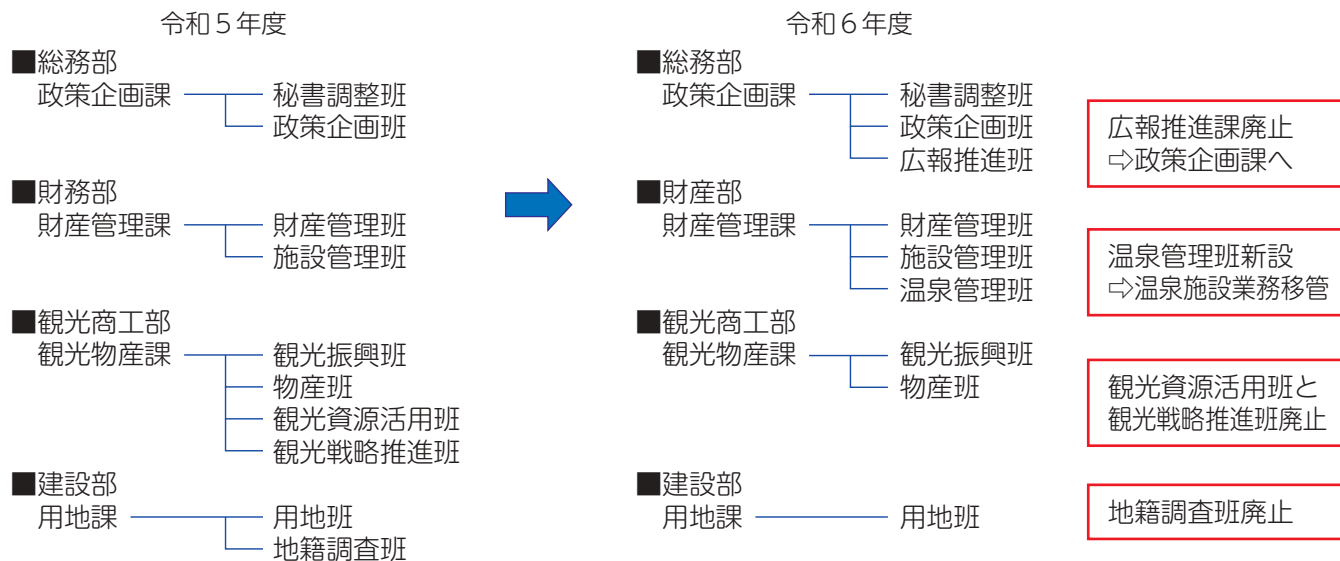 令和５年度
■総務部
政策企画課
秘書調整班
政策企画班
■財務部
財産管理課
財産管理班
施設管理班
■観光商工部
観光物産課
観光振興班
物産班
観光資源活用班
観光戦略推進班
■建設部
用地課
用地班
地籍調査班
令和６年度
■総務部
政策企画課
秘書調整班
政策企画班
広報推進班
■財産部
財産管理課
財産管理班
施設管理班
温泉管理班
■観光商工部
観光物産課
観光振興班
物産班
■建設部
用地課
用地班
広報推進課廃止
⇨政策企画課へ
温泉管理班新設
⇨温泉施設業務移管
観光資源活用班と
観光戦略推進班廃止
地籍調査班廃止